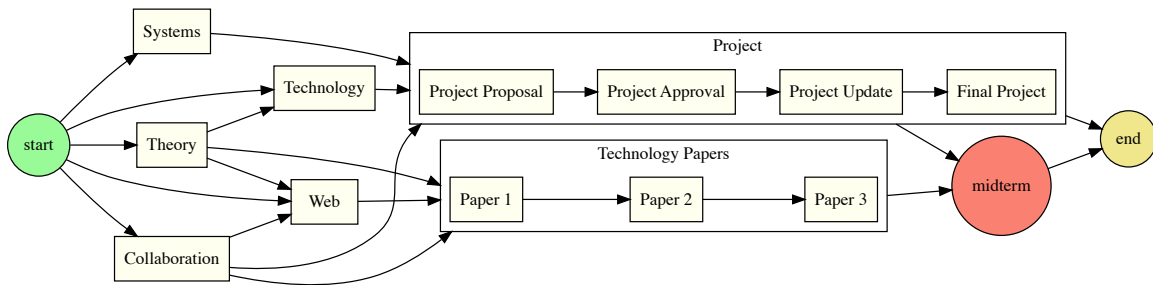 start
Systems
Technology
Theory
Web
Collaboration
Project
Project Proposal
Project Approval
Project Update
Final Project
Technology Papers
Paper 1
Paper 2
Paper 3
midterm
end